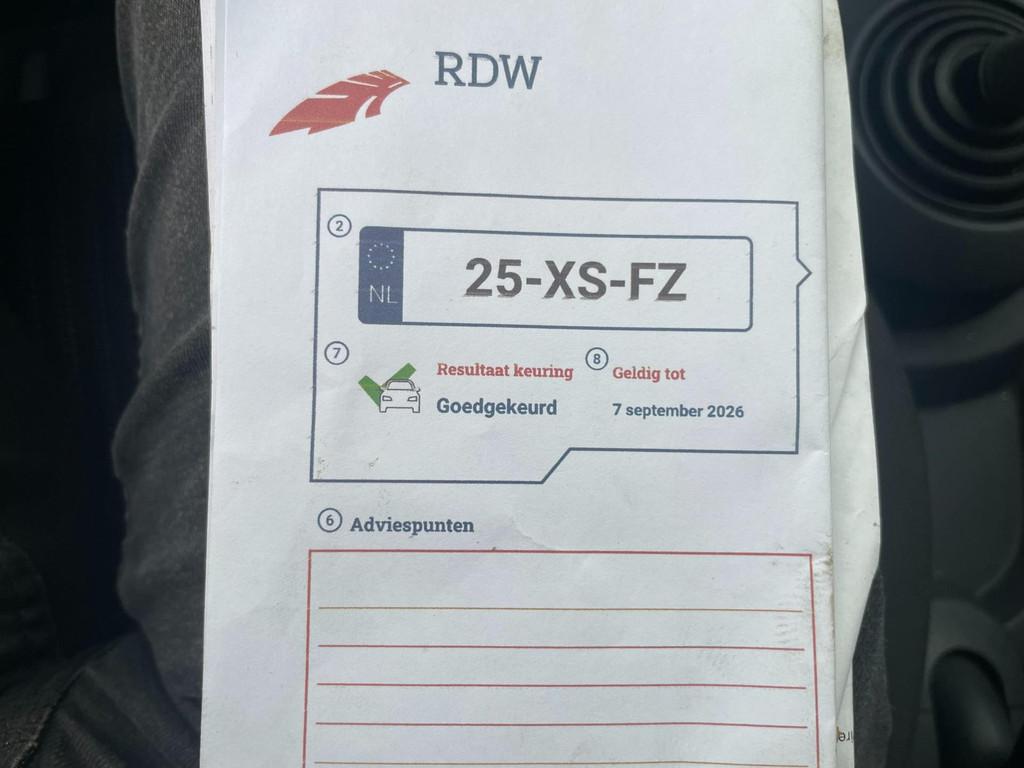 RDW
2
NL
25-XS-FZ
7
Resultaat keuring
8
Geldig tot
Goedgekeurd
7 september 2026
6 Adviespunten